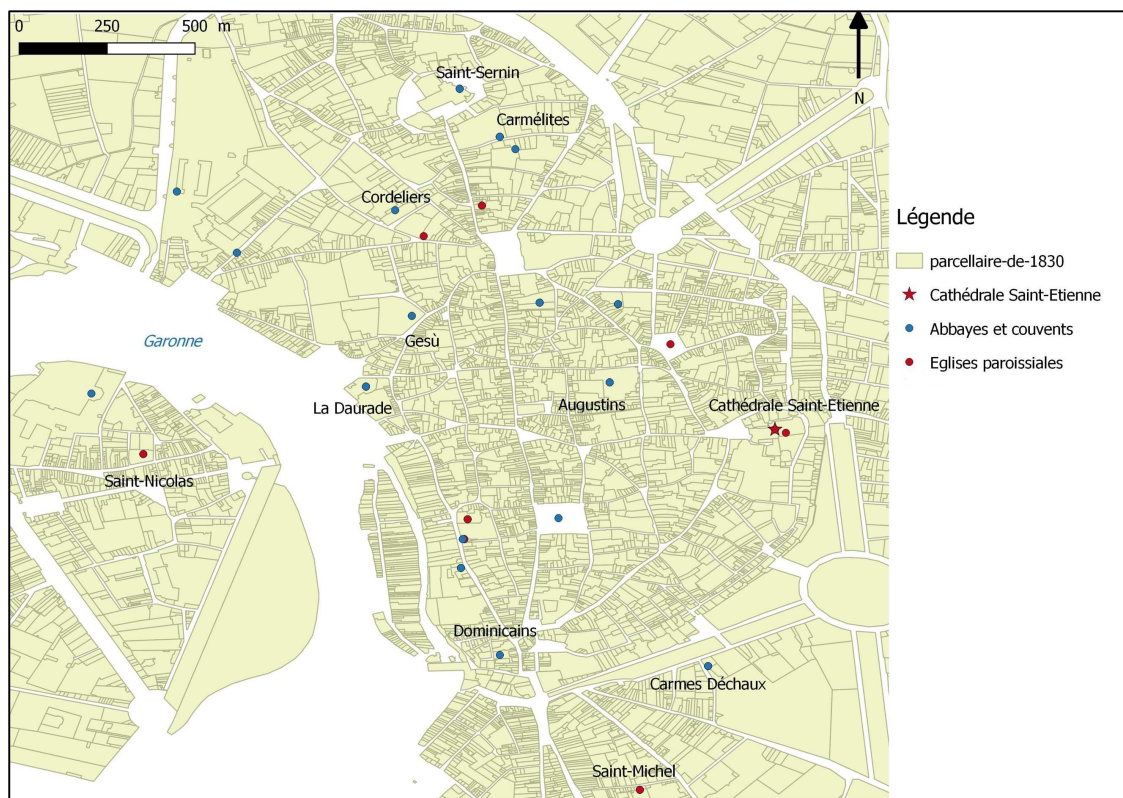 0 250 500 m
N
Saint-Sernin
Carmélites
Cordeliers
Gesù
Garonne
La Daurade
Augustins
Cathédrale Saint-Etienne
Saint-Nicolas
Dominicains
Carmes Déchaux
Saint-Michel
Légende
parcellaire-de-1830
Cathédrale Saint-Etienne
Abbayes et couvents
Eglises paroissiales